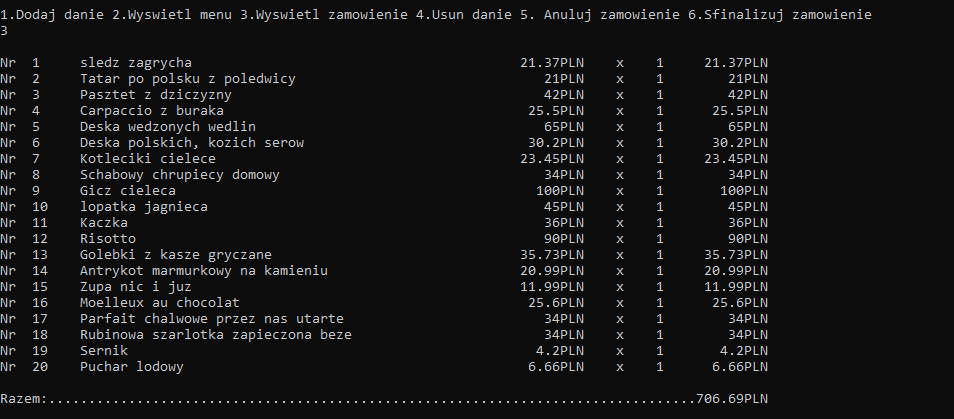 1.Dodaj danie 2.Wyswietl menu 3.Wyswietl zamowienie 4.Usun danie 5. Anuluj zamowienie 6.Sfinalizuj zamowienie
3
Nr 1 sledz zagrycha 21.37PLN x 1 21.37PLN
Nr 2 Tatar po polsku z poledwicy 21PLN x 1 21PLN
Nr 3 Pasztet z dziczyzny 42PLN x 1 42PLN
Nr 4 Carpaccio z buraka 25.5PLN x 1 25.5PLN
Nr 5 Deska wedzonych wedlin 65PLN x 1 65PLN
Nr 6 Deska polskich, kozich serow 30.2PLN x 1 30.2PLN
Nr 7 Kotleciki cielece 23.45PLN x 1 23.45PLN
Nr 8 Schabowy chrupiecy domowy 34PLN x 1 34PLN
Nr 9 Gicz cieleca 100PLN x 1 100PLN
Nr 10 lopatka jagnieca 45PLN x 1 45PLN
Nr 11 Kaczka 36PLN x 1 36PLN
Nr 12 Risotto 90PLN x 1 90PLN
Nr 13 Golebki z kasze gryczane 35.73PLN x 1 35.73PLN
Nr 14 Antrykot marmurkowy na kamieniu 20.99PLN x 1 20.99PLN
Nr 15 Zupa nic i juz 11.99PLN x 1 11.99PLN
Nr 16 Moelleux au chocolat 25.6PLN x 1 25.6PLN
Nr 17 Parfait chalwowe przez nas utarte 34PLN x 1 34PLN
Nr 18 Rubinowa szarlotka zapieczona beze 34PLN x 1 34PLN
Nr 19 Sernik 4.2PLN x 1 4.2PLN
Nr 20 Puchar lodowy 6.66PLN x 1 6.66PLN
Razem:.................................................................................706.69PLN